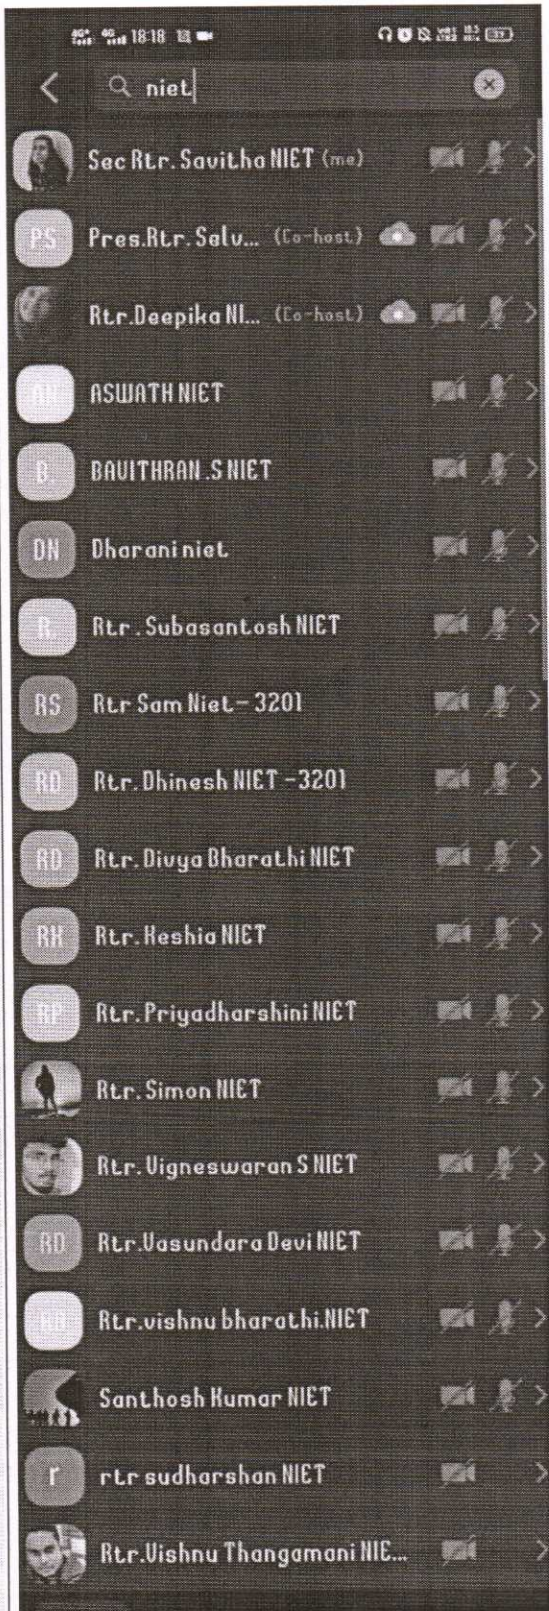 18:18
niet
Sec Rtr. Savitha NIET (me)
PS Pres.Rtr. Salv... (Co-host)
Rtr.Deepika NI... (Co-host)
AN ASWATH NIET
B. BAVITHRAN .S NIET
DN Dharani niet
R. Rtr . Subasantosh NIET
RS Rtr Sam Niet- 3201
RD Rtr. Dhinesh NIET -3201
RD Rtr. Divya Bharathi NIET
RK Rtr. Keshia NIET
RP Rtr. Priyadharshini NIET
Rtr. Simon NIET
Rtr. Vigneswaran S NIET
RD Rtr.Vasundara Devi NIET
Rtr.vishnu bharathi.NIET
Santhosh Kumar NIET
r rtr sudharshan NIET
Rtr.Vishnu Thangamani NIE...